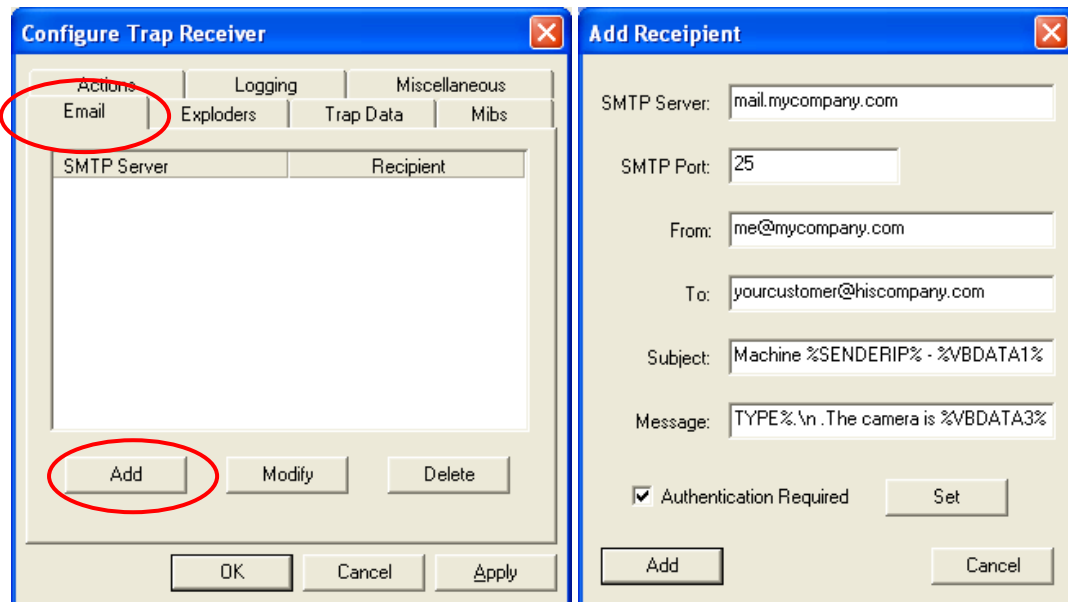 Configure Trap Receiver
Actions Logging Miscellaneous
Email Exploders Trap Data Mibs
SMTP Server Recipient
Add Modify Delete
OK Cancel Apply
Add Receipient
SMTP Server: mail.mycompany.com
SMTP Port: 25
From: me@mycompany.com
To: yourcustomer@hiscompany.com
Subject: Machine %SENDERIP% - %VBDATA1%
Message: TYPE%.\n .The camera is %VBDATA3%
Authentication Required Set
Add Cancel